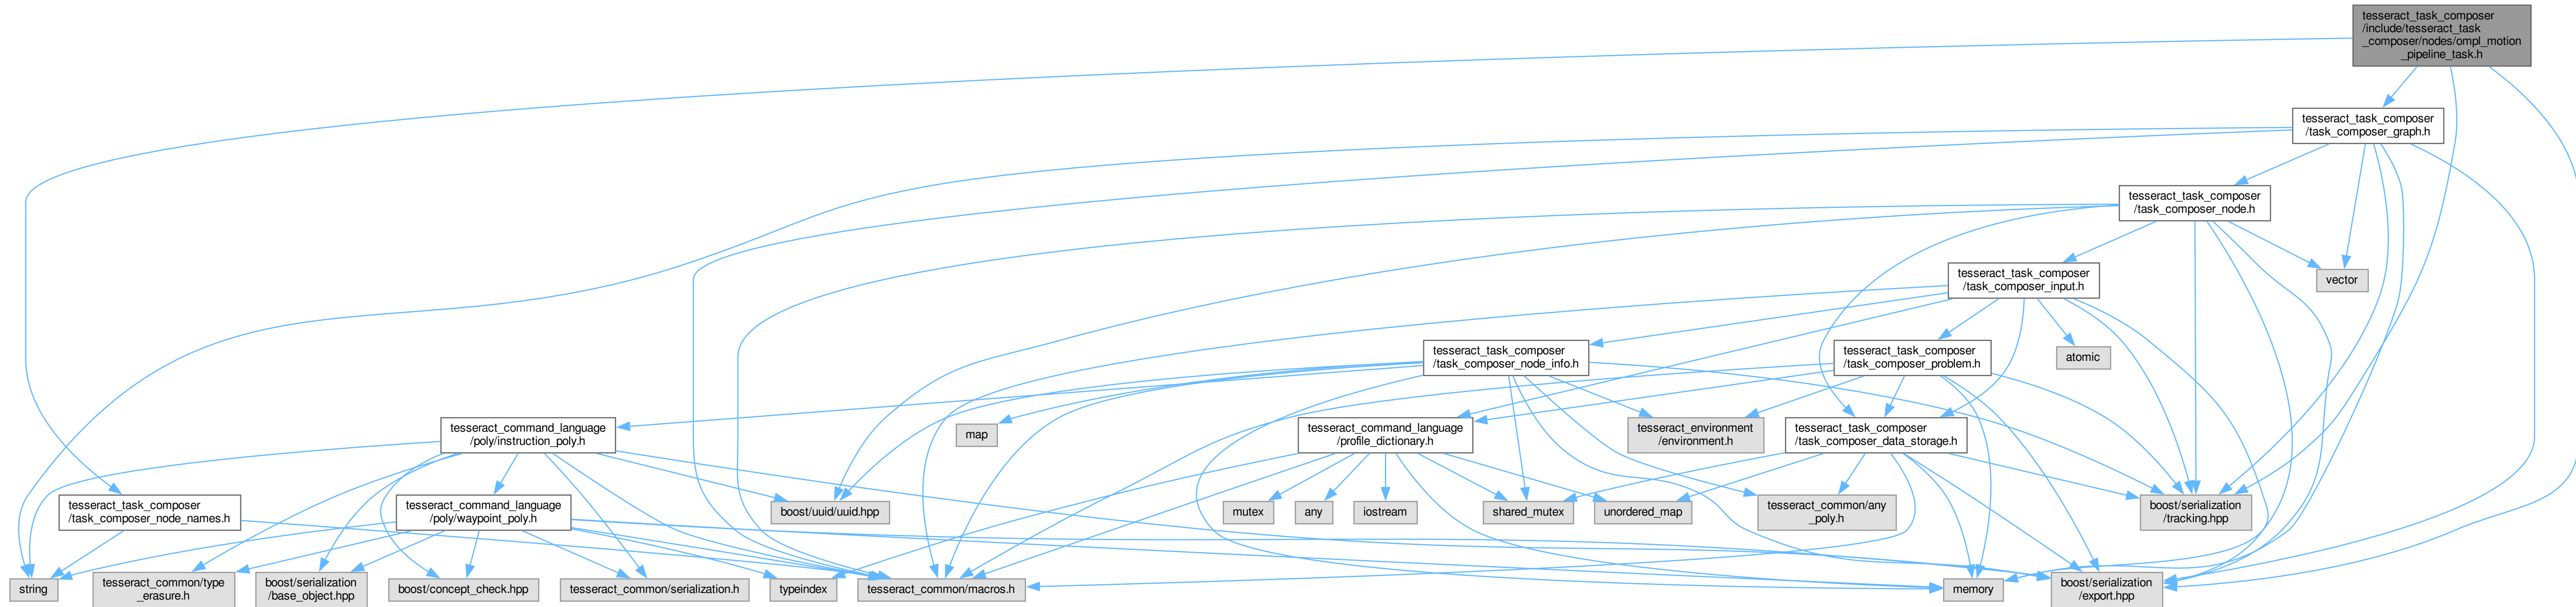 tesseract_task_composer
/include/tesseract_task
_composer/nodes/ompl_motion
_pipeline_task.h
tesseract_task_composer
/task_composer_graph.h
tesseract_task_composer
/task_composer_node.h
tesseract_task_composer
/task_composer_input.h
vector
tesseract_task_composer
/task_composer_node_info.h
tesseract_task_composer
/task_composer_problem.h
atomic
tesseract_command_language
/poly/instruction_poly.h
map
tesseract_command_language
/profile_dictionary.h
tesseract_environment
/environment.h
tesseract_task_composer
/task_composer_data_storage.h
tesseract_task_composer
/task_composer_node_names.h
tesseract_command_language
/poly/waypoint_poly.h
boost/uuid/uuid.hpp
mutex
any
iostream
shared_mutex
unordered_map
tesseract_common/any
_poly.h
boost/serialization
/tracking.hpp
string
tesseract_common/type
_erasure.h
boost/serialization
/base_object.hpp
boost/concept_check.hpp
tesseract_common/serialization.h
typeindex
tesseract_common/macros.h
memory
boost/serialization
/export.hpp